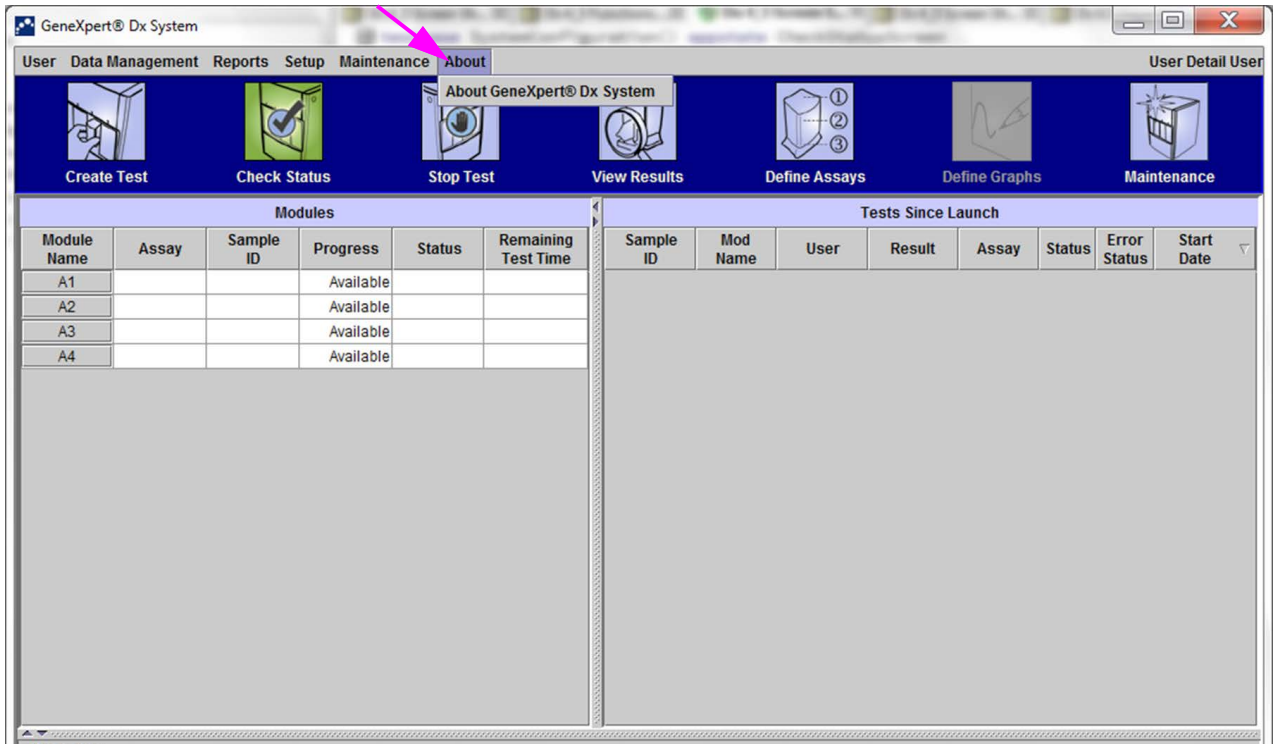 GeneXpert® Dx System
User Data Management Reports Setup Maintenance About User Detail User
About GeneXpert® Dx System
① ② ③
Create Test Check Status Stop Test View Results Define Assays Define Graphs Maintenance
Modules
Module Name Assay Sample ID Progress Status Remaining Test Time
A1 Available
A2 Available
A3 Available
A4 Available
Tests Since Launch
Sample ID Mod Name User Result Assay Status Error Status Start Date